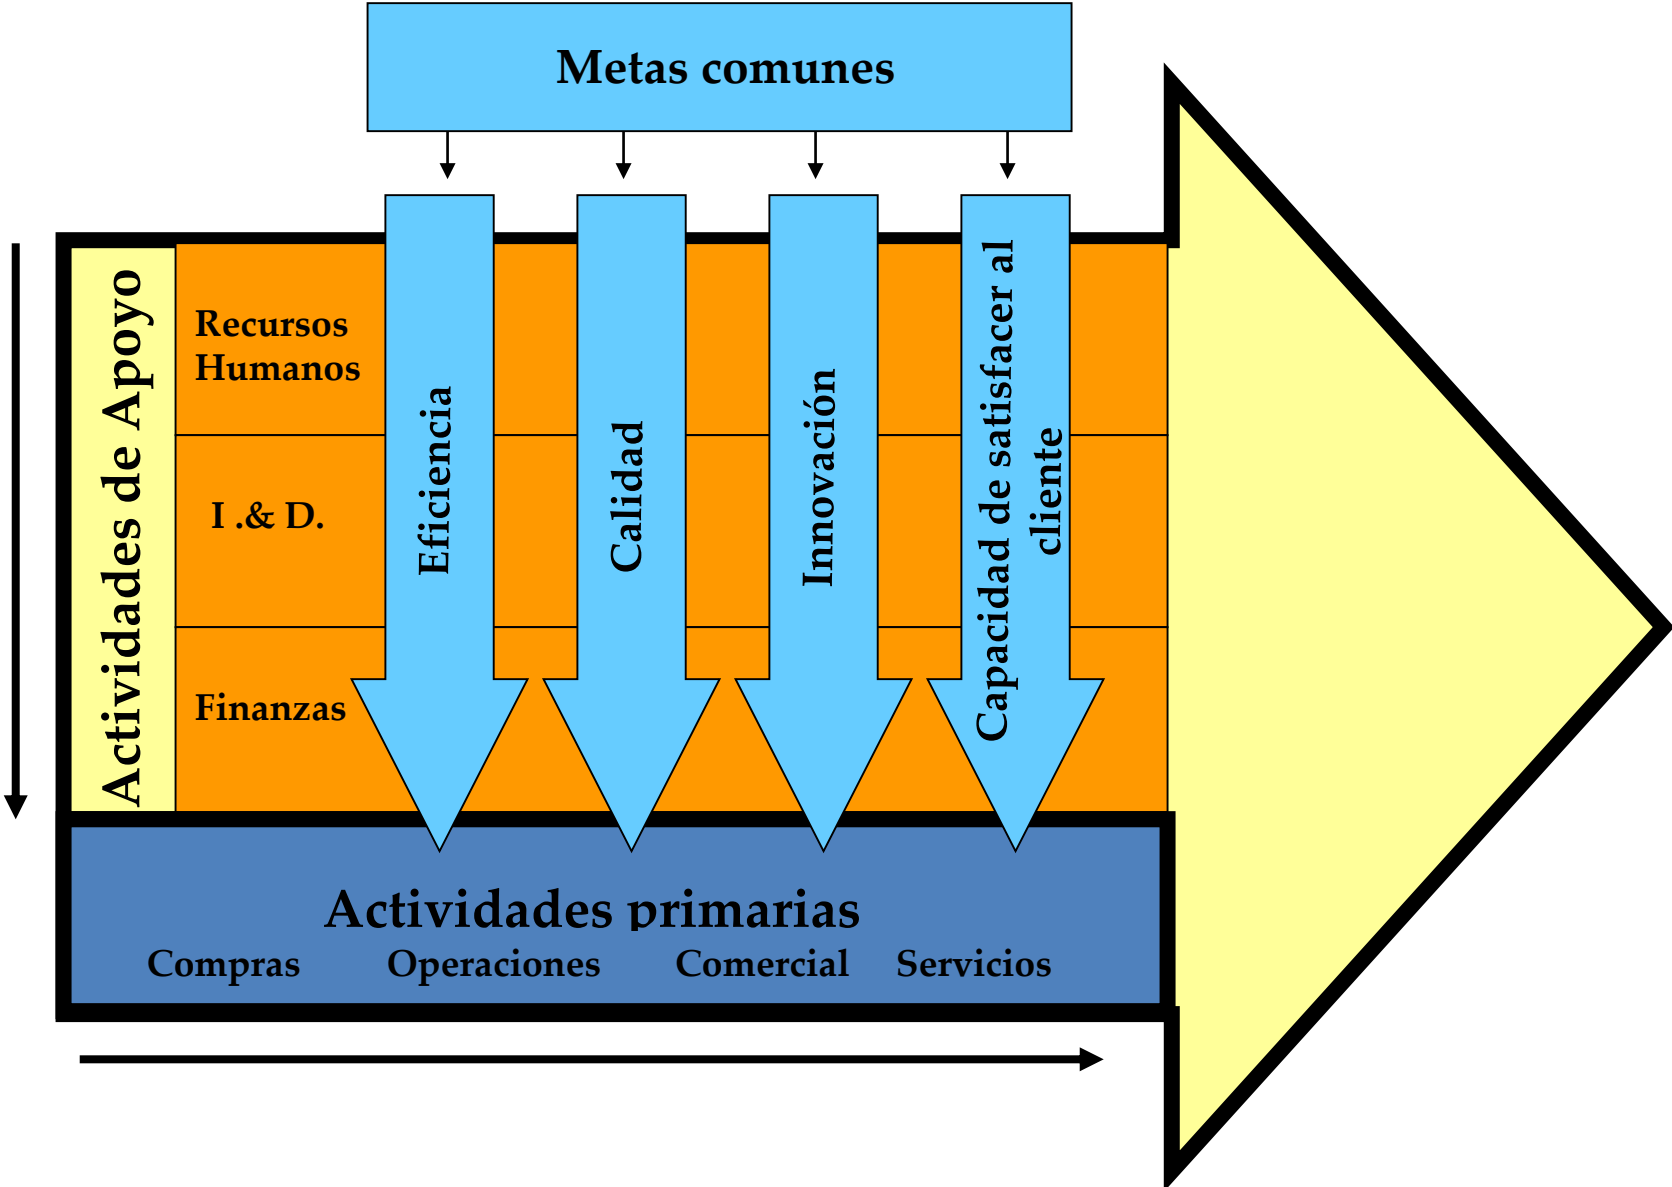 Metas comunes
Actividades de Apoyo
Recursos
Humanos
I .& D.
Finanzas
Eficiencia
Calidad
Innovación
Capacidad de satisfacer al
cliente
Actividades primarias
Compras Operaciones Comercial Servicios